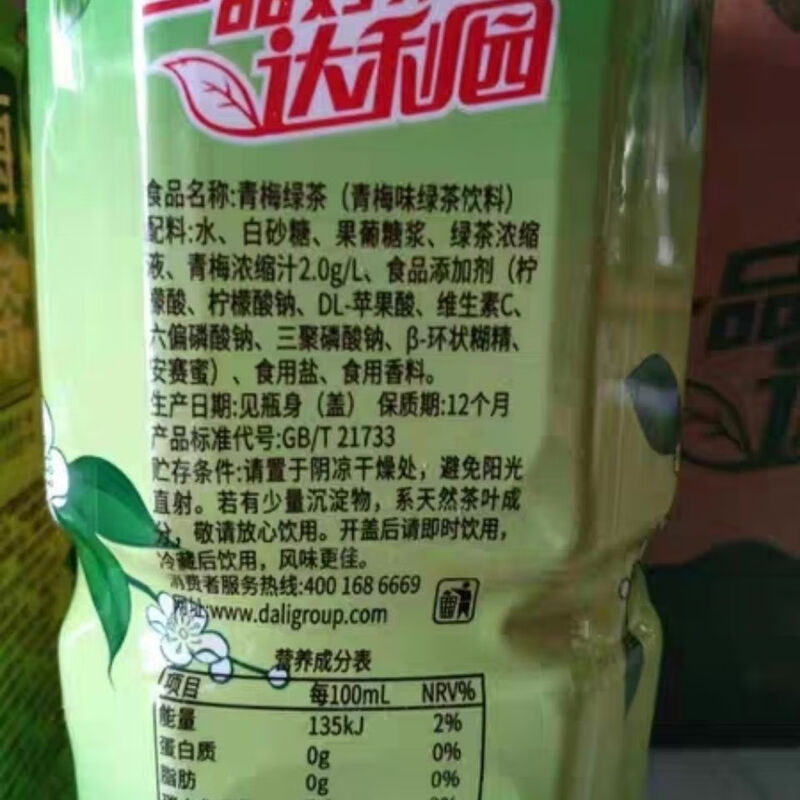 达利园
食品名称:青梅绿茶（青梅味绿茶饮料）
配料:水、白砂糖、果葡糖浆、绿茶浓缩
液、青梅浓缩汁2.0g/L、食品添加剂（柠
檬酸、柠檬酸钠、DL-苹果酸、维生素C、
六偏磷酸钠、三聚磷酸钠、β-环状糊精、
安赛蜜）、食用盐、食用香料。
生产日期:见瓶身（盖） 保质期:12个月
产品标准代号:GB/T 21733
贮存条件:请置于阴凉干燥处，避免阳光
直射。若有少量沉淀物，系天然茶叶成
分，敬请放心饮用。开盖后请即时饮用，
冷藏后饮用，风味更佳。
消费者服务热线:400 168 6669
网址:www.daligroup.com
营养成分表
项目 每100mL NRV%
能量 135kJ 2%
蛋白质 0g 0%
脂肪 0g 0%